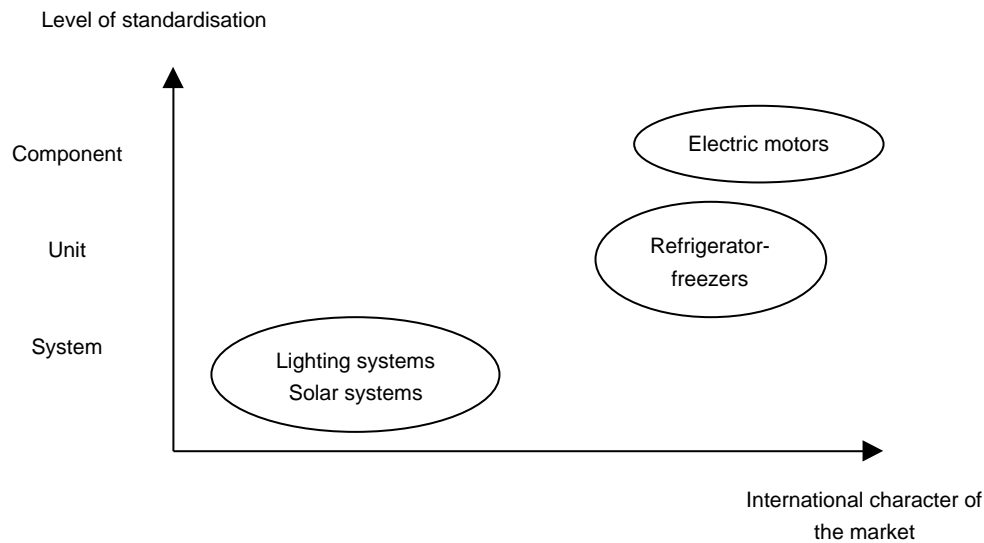 Level of standardisation
Component
Electric motors
Unit
Refrigerator-
freezers
System
Lighting systems
Solar systems
International character of
the market